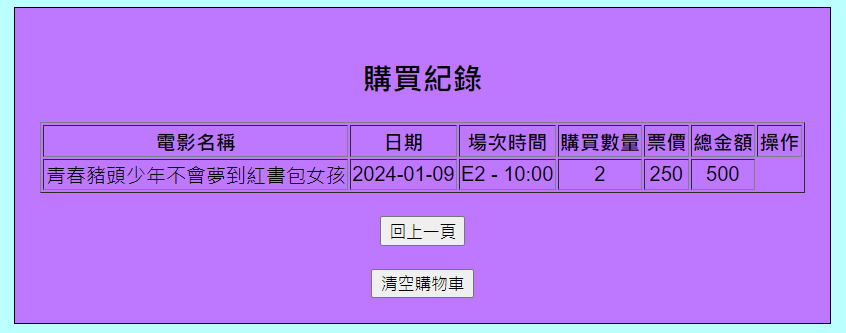 購買紀錄
電影名稱 日期 場次時間 購買數量 票價 總金額 操作
青春豬頭少年不會夢到紅書包女孩 2024-01-09 E2 - 10:00 2 250 500
回上一頁
清空購物車